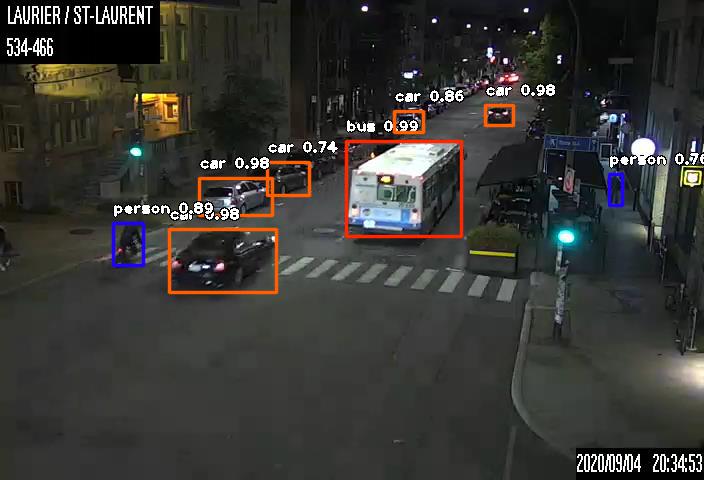 LAURIER / ST-LAURENT
534-466
car 0.86
car 0.98
bus 0.99
car 0.74
car 0.98
person 0.76
person 0.89
car 0.98
2020/09/04 20:34:53